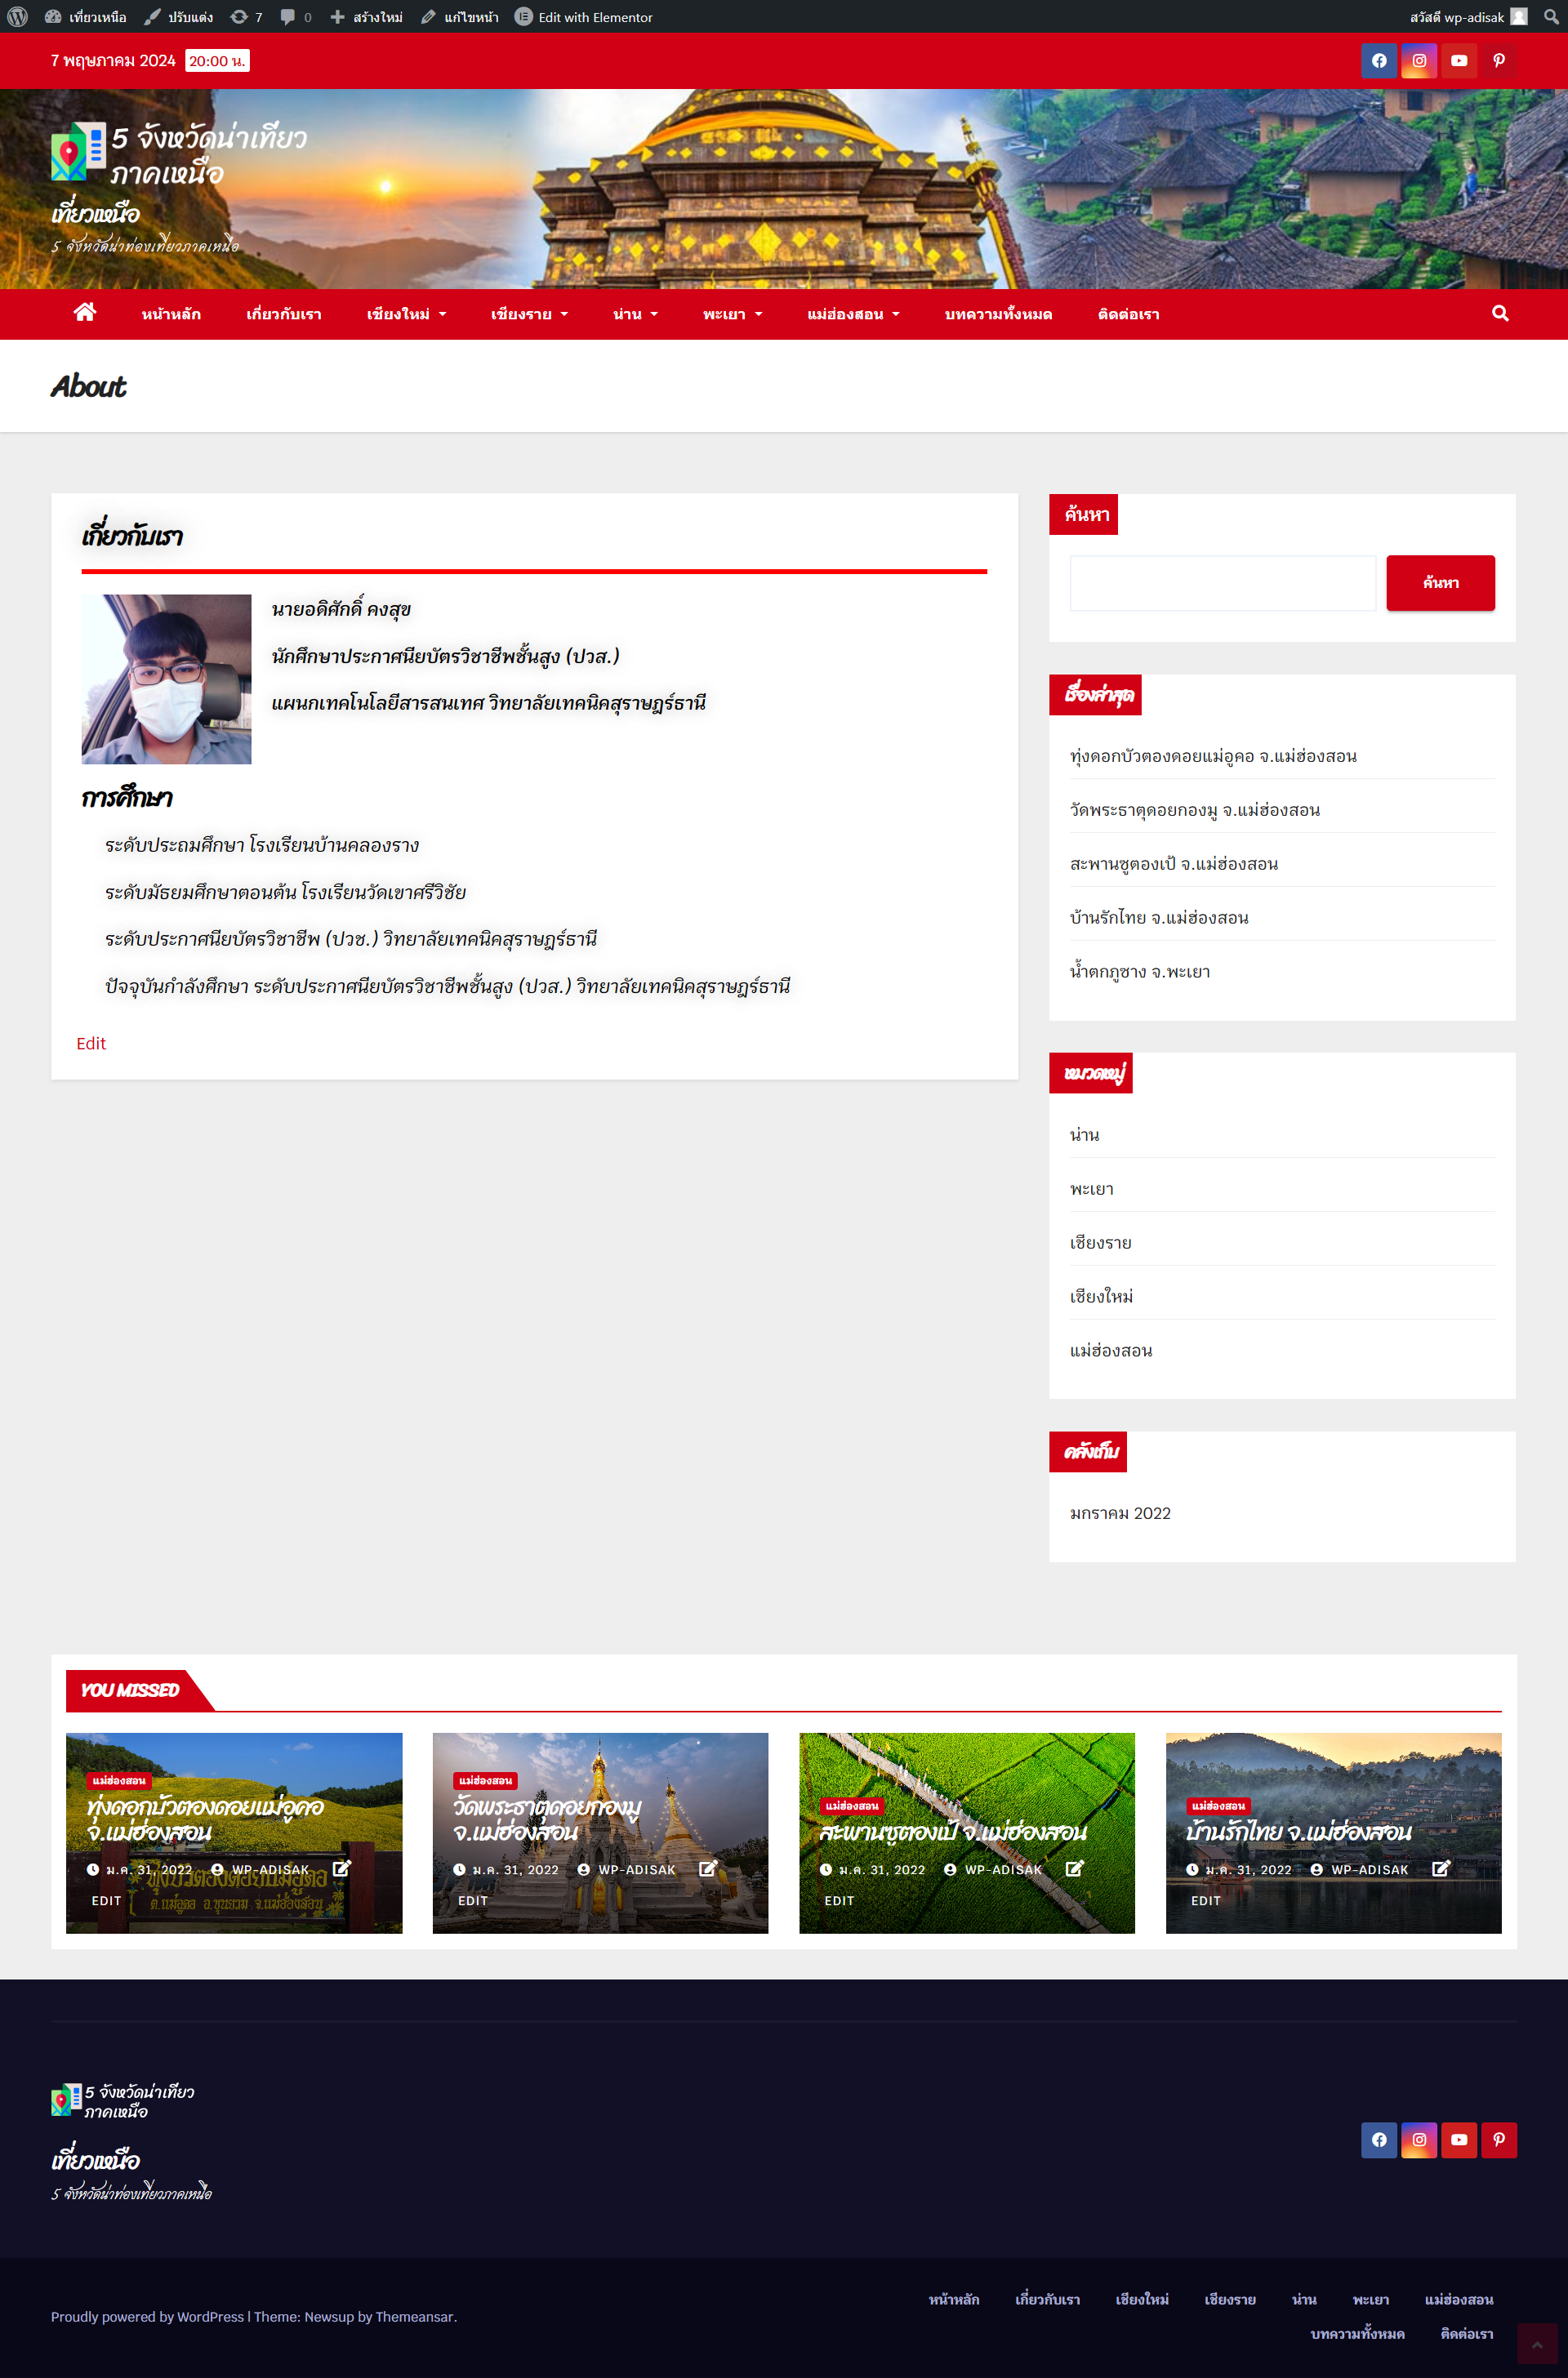 เที่ยวเหนือ ปรับแต่ง 7 0 สร้างใหม่ แก้ไขหน้า Edit with Elementor สวัสดี wp-adisak
7 พฤษภาคม 2024 20:00 น.
5 จังหวัดน่าเที่ยว
ภาคเหนือ
เที่ยวเหนือ
5 จังหวัดน่าท่องเที่ยวภาคเหนือ
หน้าหลัก เกี่ยวกับเรา เชียงใหม่ เชียงราย น่าน พะเยา แม่ฮ่องสอน บทความทั้งหมด ติดต่อเรา
About
เกี่ยวกับเรา
นายอดิศักดิ์ คงสุข
นักศึกษาประกาศนียบัตรวิชาชีพชั้นสูง (ปวส.)
แผนกเทคโนโลยีสารสนเทศ วิทยาลัยเทคนิคสุราษฎร์ธานี
การศึกษา
ระดับประถมศึกษา โรงเรียนบ้านคลองราง
ระดับมัธยมศึกษาตอนต้น โรงเรียนวัดเขาศรีวิชัย
ระดับประกาศนียบัตรวิชาชีพ (ปวช.) วิทยาลัยเทคนิคสุราษฎร์ธานี
ปัจจุบันกำลังศึกษา ระดับประกาศนียบัตรวิชาชีพชั้นสูง (ปวส.) วิทยาลัยเทคนิคสุราษฎร์ธานี
Edit
ค้นหา
ค้นหา
เรื่องล่าสุด
ทุ่งดอกบัวตองดอยแม่อูคอ จ.แม่ฮ่องสอน
วัดพระธาตุดอยกองมู จ.แม่ฮ่องสอน
สะพานซูตองเป้ จ.แม่ฮ่องสอน
บ้านรักไทย จ.แม่ฮ่องสอน
น้ำตกภูซาง จ.พะเยา
หมวดหมู่
น่าน
พะเยา
เชียงราย
เชียงใหม่
แม่ฮ่องสอน
คลังเก็บ
มกราคม 2022
YOU MISSED
แม่ฮ่องสอน
ทุ่งดอกบัวตองดอยแม่อูคอ
จ.แม่ฮ่องสอน
ม.ค. 31, 2022 WP-ADISAK
EDIT
ทุ่งบัวตองดอยแม่อูคอ
ต.แม่อูคอ อ.ขุนยวม จ.แม่ฮ่องสอน
แม่ฮ่องสอน
วัดพระธาตุดอยกองมู
จ.แม่ฮ่องสอน
ม.ค. 31, 2022 WP-ADISAK
EDIT
แม่ฮ่องสอน
สะพานซูตองเป้ จ.แม่ฮ่องสอน
ม.ค. 31, 2022 WP-ADISAK
EDIT
แม่ฮ่องสอน
บ้านรักไทย จ.แม่ฮ่องสอน
ม.ค. 31, 2022 WP-ADISAK
EDIT
5 จังหวัดน่าเที่ยว
ภาคเหนือ
เที่ยวเหนือ
5 จังหวัดน่าท่องเที่ยวภาคเหนือ
Proudly powered by WordPress | Theme: Newsup by Themeansar.
หน้าหลัก เกี่ยวกับเรา เชียงใหม่ เชียงราย น่าน พะเยา แม่ฮ่องสอน
บทความทั้งหมด ติดต่อเรา